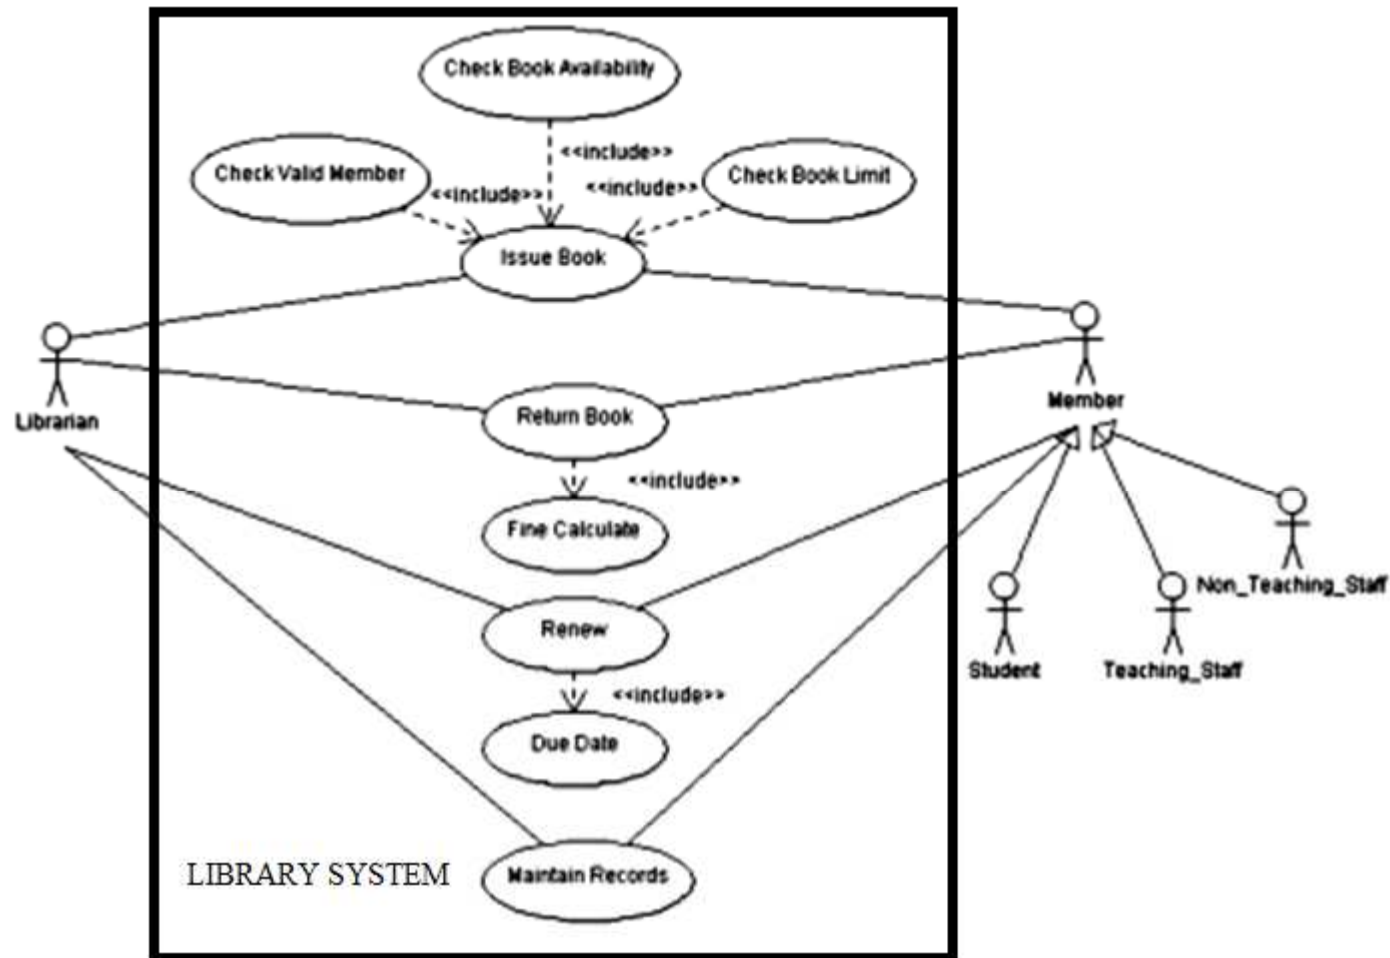 Check Book Availability
<<include>>
Check Valid Member
<<include>>
<<include>>
Check Book Limit
Issue Book
Librarian
Member
Return Book
<<include>>
Fine Calculate
Non_Teaching_Staff
Renew
Student
Teaching_Staff
<<include>>
Due Date
LIBRARY SYSTEM
Maintain Records